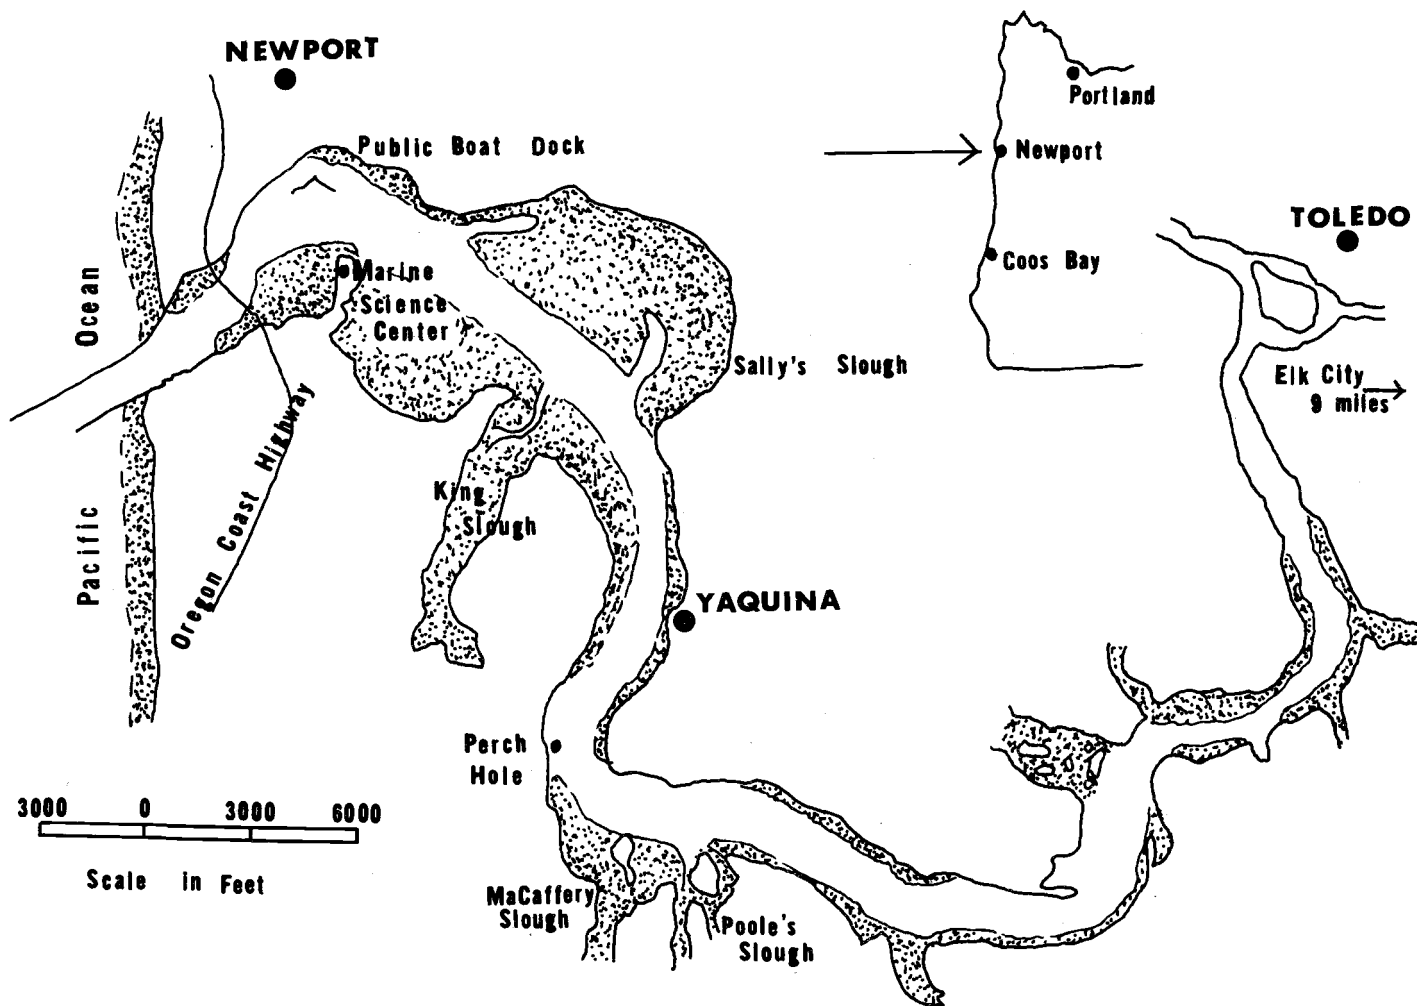 NEWPORT
Public Boat Dock
Portland
Newport
Coos Bay
TOLEDO
Ocean
Marine
Science
Center
Sally's Slough
Elk City
9 miles
Oregon Coast Highway
King
Slough
Pacific
YAQUINA
Perch
Hole
3000 0 3000 6000
Scale in Feet
MaCaffery
Slough
Poole's
Slough